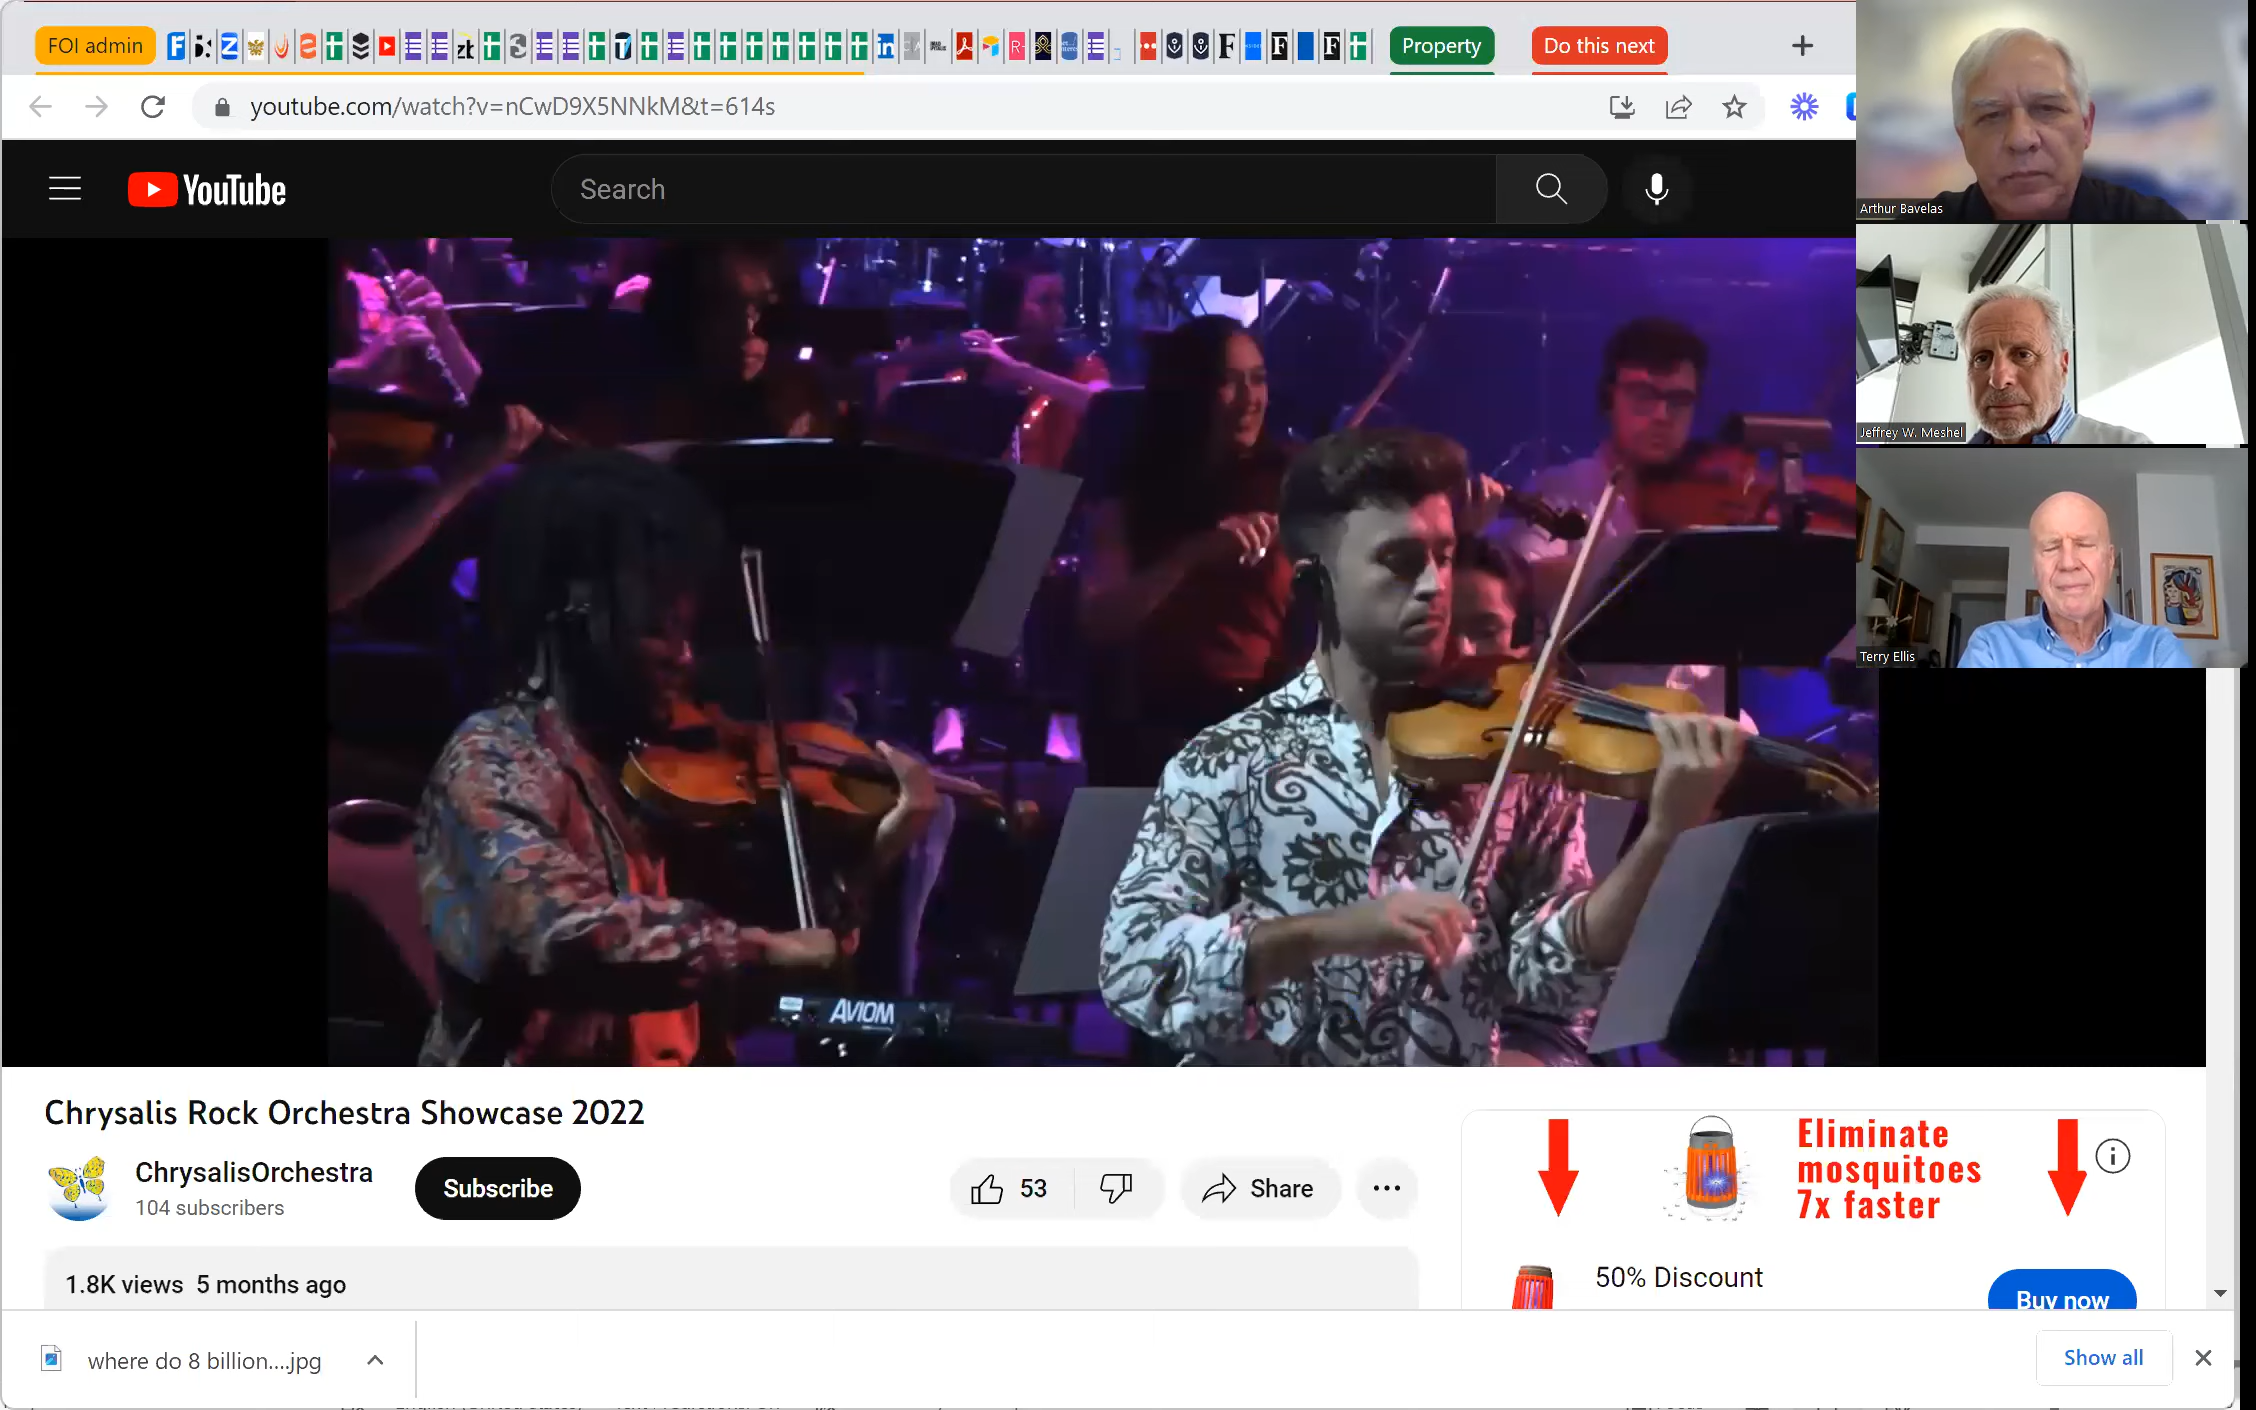 FOI admin
Property
Do this next
youtube.com/watch?v=nCwD9X5NNkM&t=614s
YouTube
Search
Arthur Bavelas
Jeffrey W. Meshel
Terry Ellis
AVIOM
Chrysalis Rock Orchestra Showcase 2022
ChrysalisOrchestra
104 subscribers
Subscribe
53
Share
1.8K views 5 months ago
Eliminate
mosquitoes
7x faster
50% Discount
Buy now
where do 8 billion....jpg
Show all